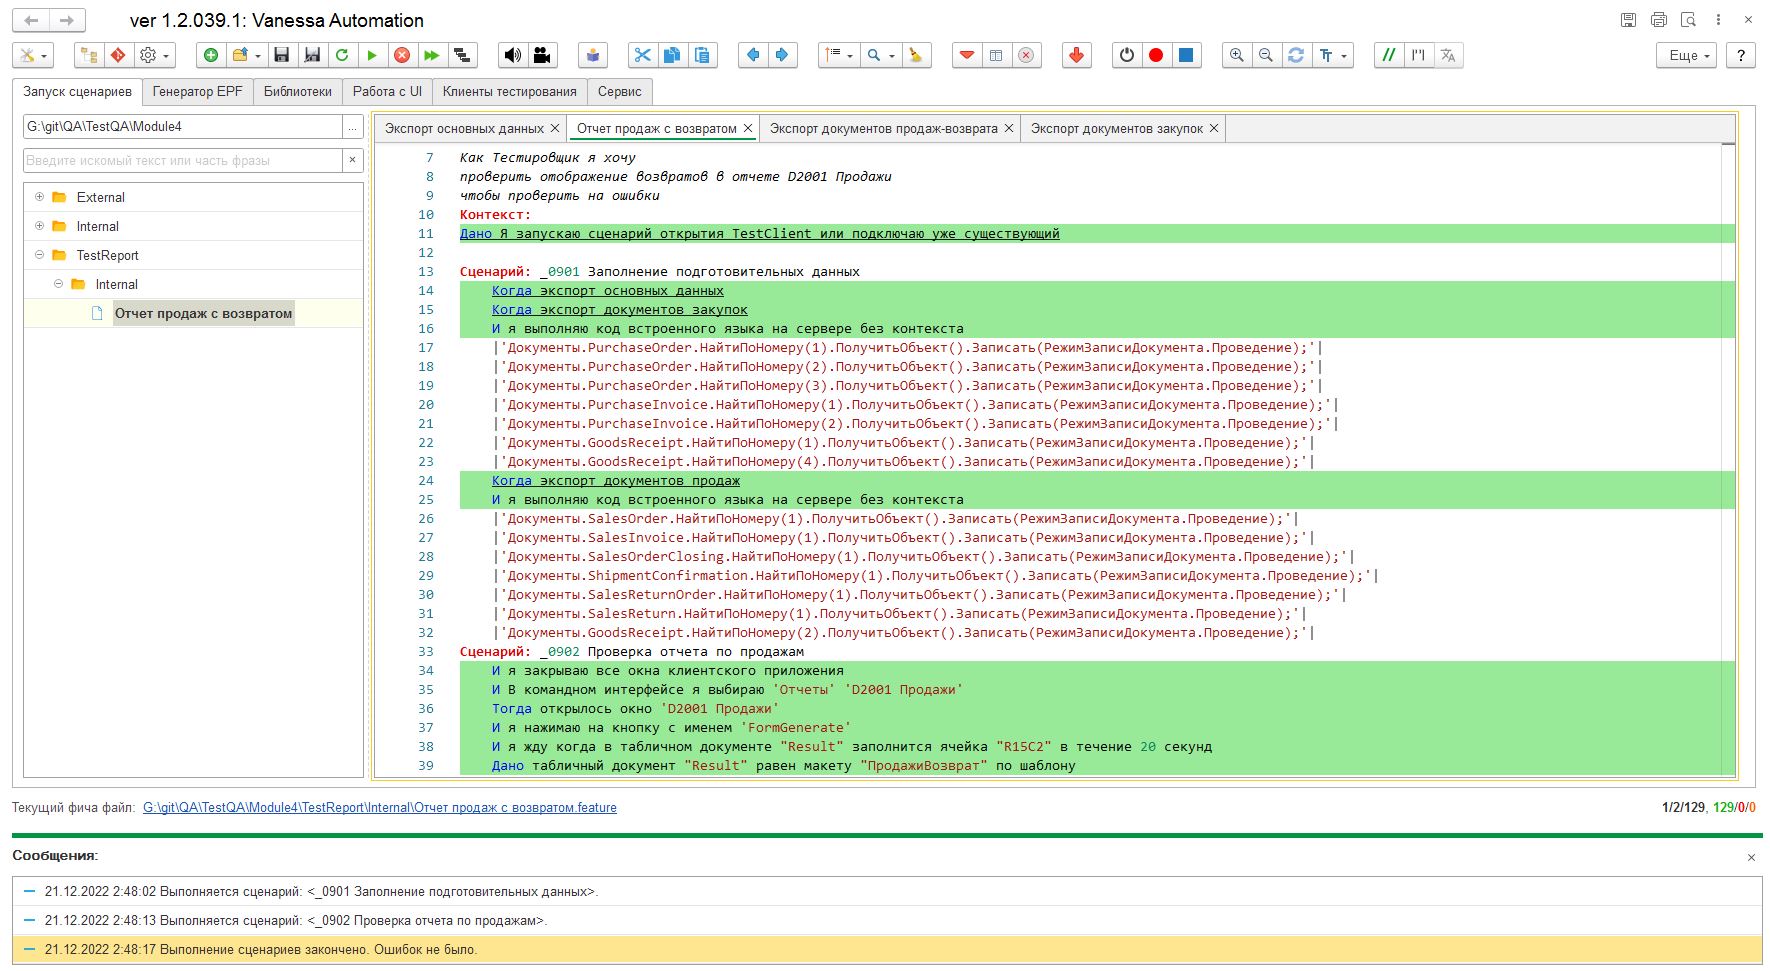 ver 1.2.039.1: Vanessa Automation
Еще
?
Запуск сценариев
Генератор EPF
Библиотеки
Работа с UI
Клиенты тестирования
Сервис
G:\git\QA\TestQA\Module4
...
Введите искомый текст или часть фразы
External
Internal
TestReport
Internal
Отчет продаж с возвратом
Экспорт основных данных
Отчет продаж с возвратом
Экспорт документов продаж-возврата
Экспорт документов закупок
7 Как Тестировщик я хочу
8 проверить отображение возвратов в отчете D2001 Продажи
9 чтобы проверить на ошибки
10 Контекст:
11 Дано Я запускаю сценарий открытия TestClient или подключаю уже существующий
12
13 Сценарий: _0901 Заполнение подготовительных данных
14 Когда экспорт основных данных
15 Когда экспорт документов закупок
16 И я выполняю код встроенного языка на сервере без контекста
17 |'Документы.PurchaseOrder.НайтиПоНомеру(1).ПолучитьОбъект().Записать(РежимЗаписиДокумента.Проведение);'|
18 |'Документы.PurchaseOrder.НайтиПоНомеру(2).ПолучитьОбъект().Записать(РежимЗаписиДокумента.Проведение);'|
19 |'Документы.PurchaseOrder.НайтиПоНомеру(3).ПолучитьОбъект().Записать(РежимЗаписиДокумента.Проведение);'|
20 |'Документы.PurchaseInvoice.НайтиПоНомеру(1).ПолучитьОбъект().Записать(РежимЗаписиДокумента.Проведение);'|
21 |'Документы.PurchaseInvoice.НайтиПоНомеру(2).ПолучитьОбъект().Записать(РежимЗаписиДокумента.Проведение);'|
22 |'Документы.GoodsReceipt.НайтиПоНомеру(1).ПолучитьОбъект().Записать(РежимЗаписиДокумента.Проведение);'|
23 |'Документы.GoodsReceipt.НайтиПоНомеру(4).ПолучитьОбъект().Записать(РежимЗаписиДокумента.Проведение);'|
24 Когда экспорт документов продаж
25 И я выполняю код встроенного языка на сервере без контекста
26 |'Документы.SalesOrder.НайтиПоНомеру(1).ПолучитьОбъект().Записать(РежимЗаписиДокумента.Проведение);'|
27 |'Документы.SalesInvoice.НайтиПоНомеру(1).ПолучитьОбъект().Записать(РежимЗаписиДокумента.Проведение);'|
28 |'Документы.SalesOrderClosing.НайтиПоНомеру(1).ПолучитьОбъект().Записать(РежимЗаписиДокумента.Проведение);'|
29 |'Документы.ShipmentConfirmation.НайтиПоНомеру(1).ПолучитьОбъект().Записать(РежимЗаписиДокумента.Проведение);'|
30 |'Документы.SalesReturnOrder.НайтиПоНомеру(1).ПолучитьОбъект().Записать(РежимЗаписиДокумента.Проведение);'|
31 |'Документы.SalesReturn.НайтиПоНомеру(1).ПолучитьОбъект().Записать(РежимЗаписиДокумента.Проведение);'|
32 |'Документы.GoodsReceipt.НайтиПоНомеру(2).ПолучитьОбъект().Записать(РежимЗаписиДокумента.Проведение);'|
33 Сценарий: _0902 Проверка отчета по продажам
34 И я закрываю все окна клиентского приложения
35 И В командном интерфейсе я выбираю 'Отчеты' 'D2001 Продажи'
36 Тогда открылось окно 'D2001 Продажи'
37 И я нажимаю на кнопку с именем 'FormGenerate'
38 И я жду когда в табличном документе "Result" заполнится ячейка "R15C2" в течение 20 секунд
39 Дано табличный документ "Result" равен макету "ПродажиВозврат" по шаблону
Текущий фича файл: G:\git\QA\TestQA\Module4\TestReport\Internal\Отчет продаж с возвратом.feature
1/2/129, 129/0/0
Сообщения:
21.12.2022 2:48:02 Выполняется сценарий: <_0901 Заполнение подготовительных данных>.
21.12.2022 2:48:13 Выполняется сценарий: <_0902 Проверка отчета по продажам>.
21.12.2022 2:48:17 Выполнение сценариев закончено. Ошибок не было.